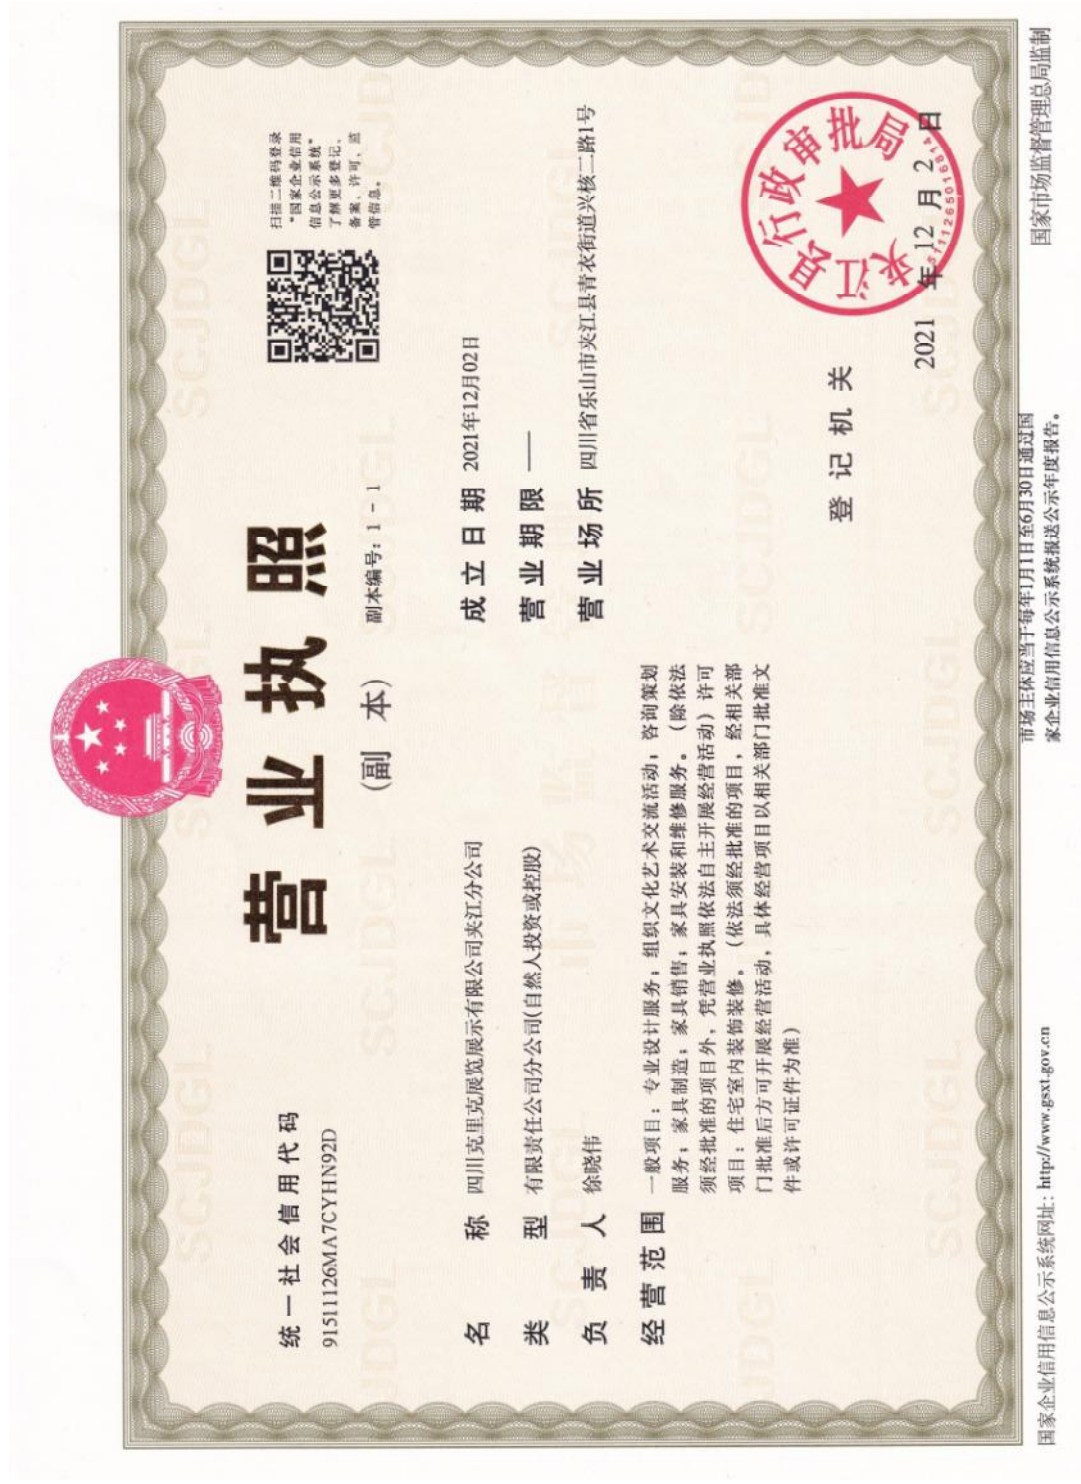 营业执照
(副 本)
副本编号：1 - 1
统一社会信用代码
91511126MA7CYHN92D
扫描二维码登录
“国家企业信用
信息公示系统”
了解更多登记、
备案、许可、监
管信息。
名 称 四川克里克展览展示有限公司夹江分公司
类 型 有限责任公司分公司(自然人投资或控股)
负 责 人 徐晓伟
经 营 范 围 一般项目：专业设计服务；组织文化艺术交流活动；咨询策划
服务；家具制造；家具销售；家具安装和维修服务。（除依法
须经批准的项目外，凭营业执照依法自主开展经营活动）许可
项目：住宅室内装饰装修。（依法须经批准的项目，经相关部
门批准后方可开展经营活动，具体经营项目以相关部门批准文
件或许可证件为准）
成 立 日 期 2021年12月02日
营 业 期 限 ——
营 业 场 所 四川省乐山市夹江县青衣街道兴核二路1号
登 记 机 关
夹江县行政审批局
5111265016814
2021 年 12 月 2 日
国家企业信用信息公示系统网址：http://www.gsxt.gov.cn
市场主体应当于每年1月1日至6月30日通过国
家企业信用信息公示系统报送公示年度报告。
国家市场监督管理总局监制
SCJDGL